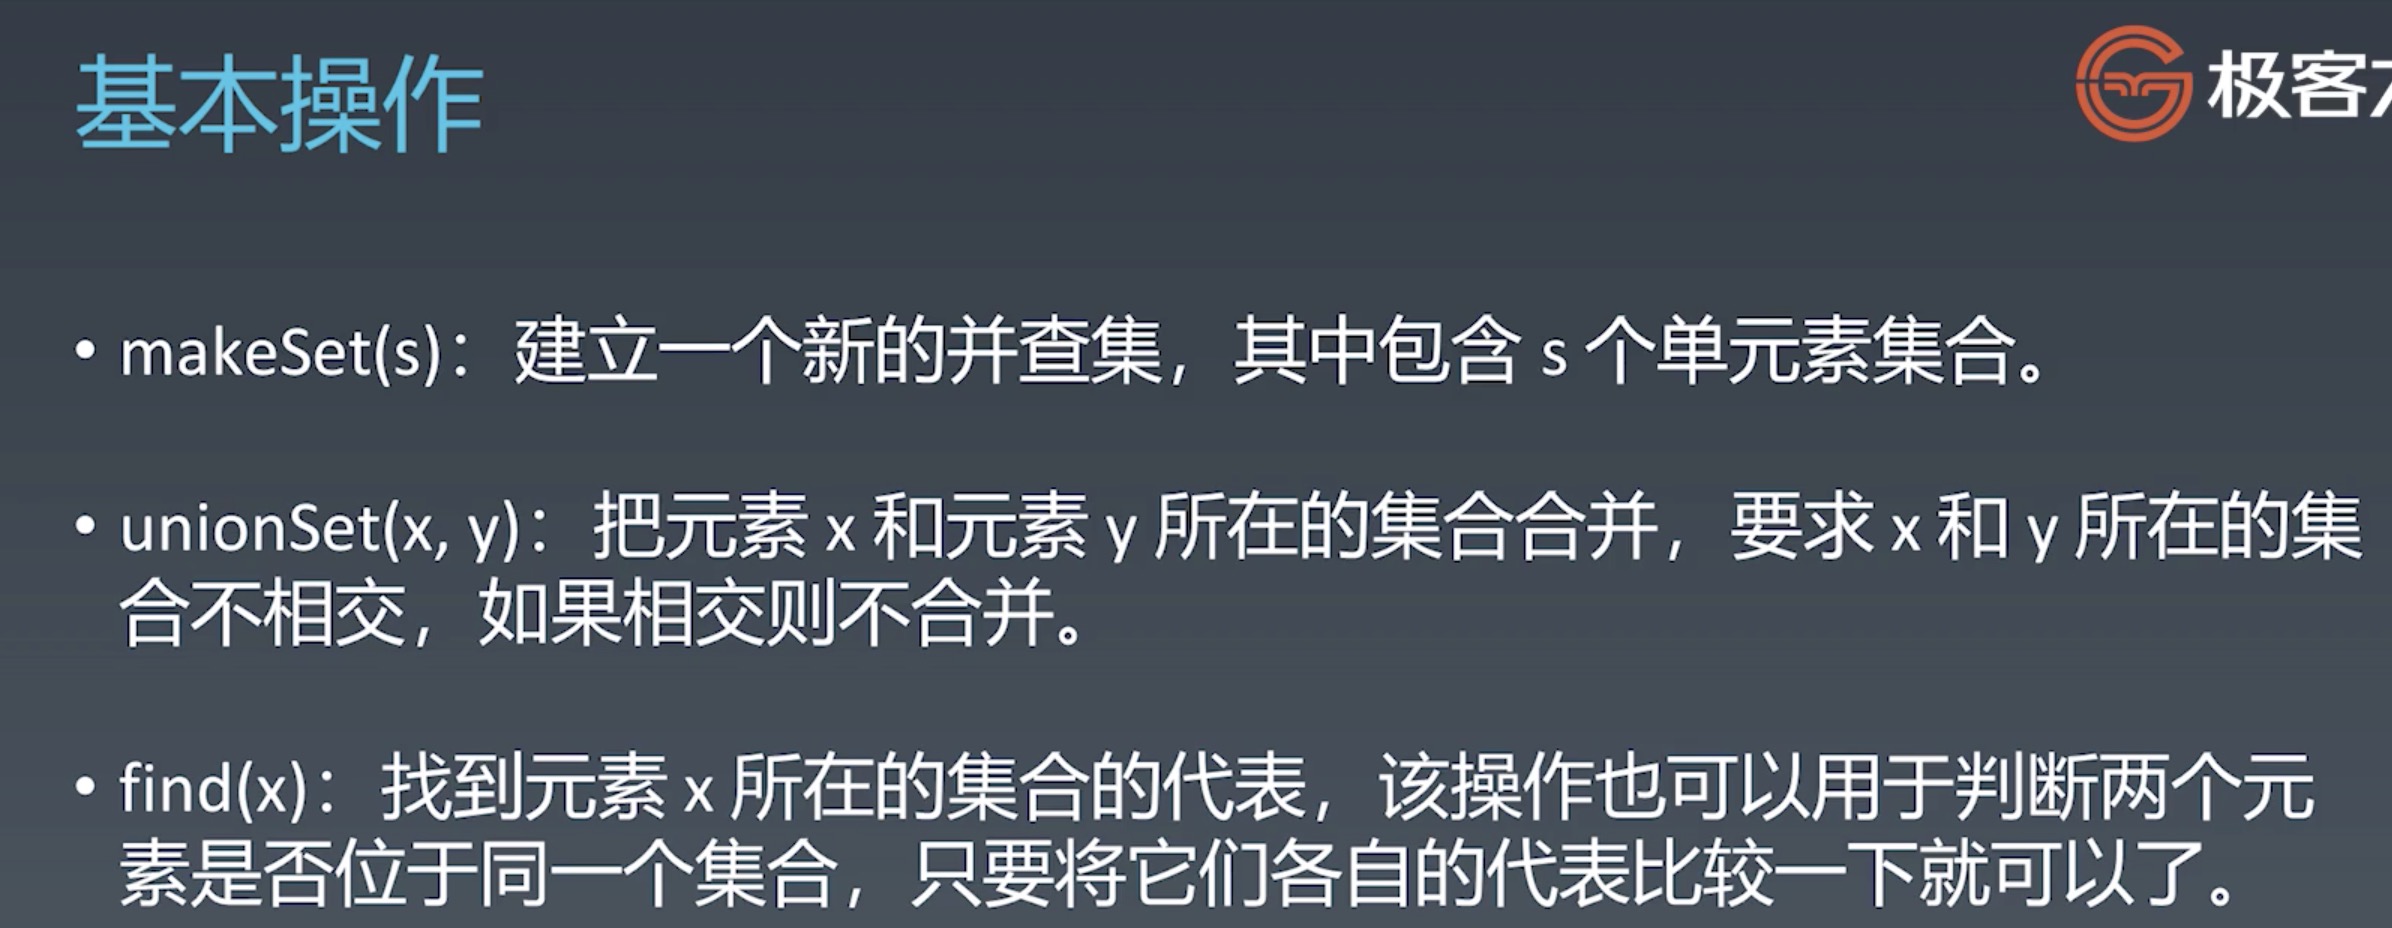 基本操作
极客
• makeSet(s)：建立一个新的并查集，其中包含 s 个单元素集合。
• unionSet(x, y)：把元素 x 和元素 y 所在的集合合并，要求 x 和 y 所在的集
合不相交，如果相交则不合并。
• find(x)：找到元素 x 所在的集合的代表，该操作也可以用于判断两个元
素是否位于同一个集合，只要将它们各自的代表比较一下就可以了。